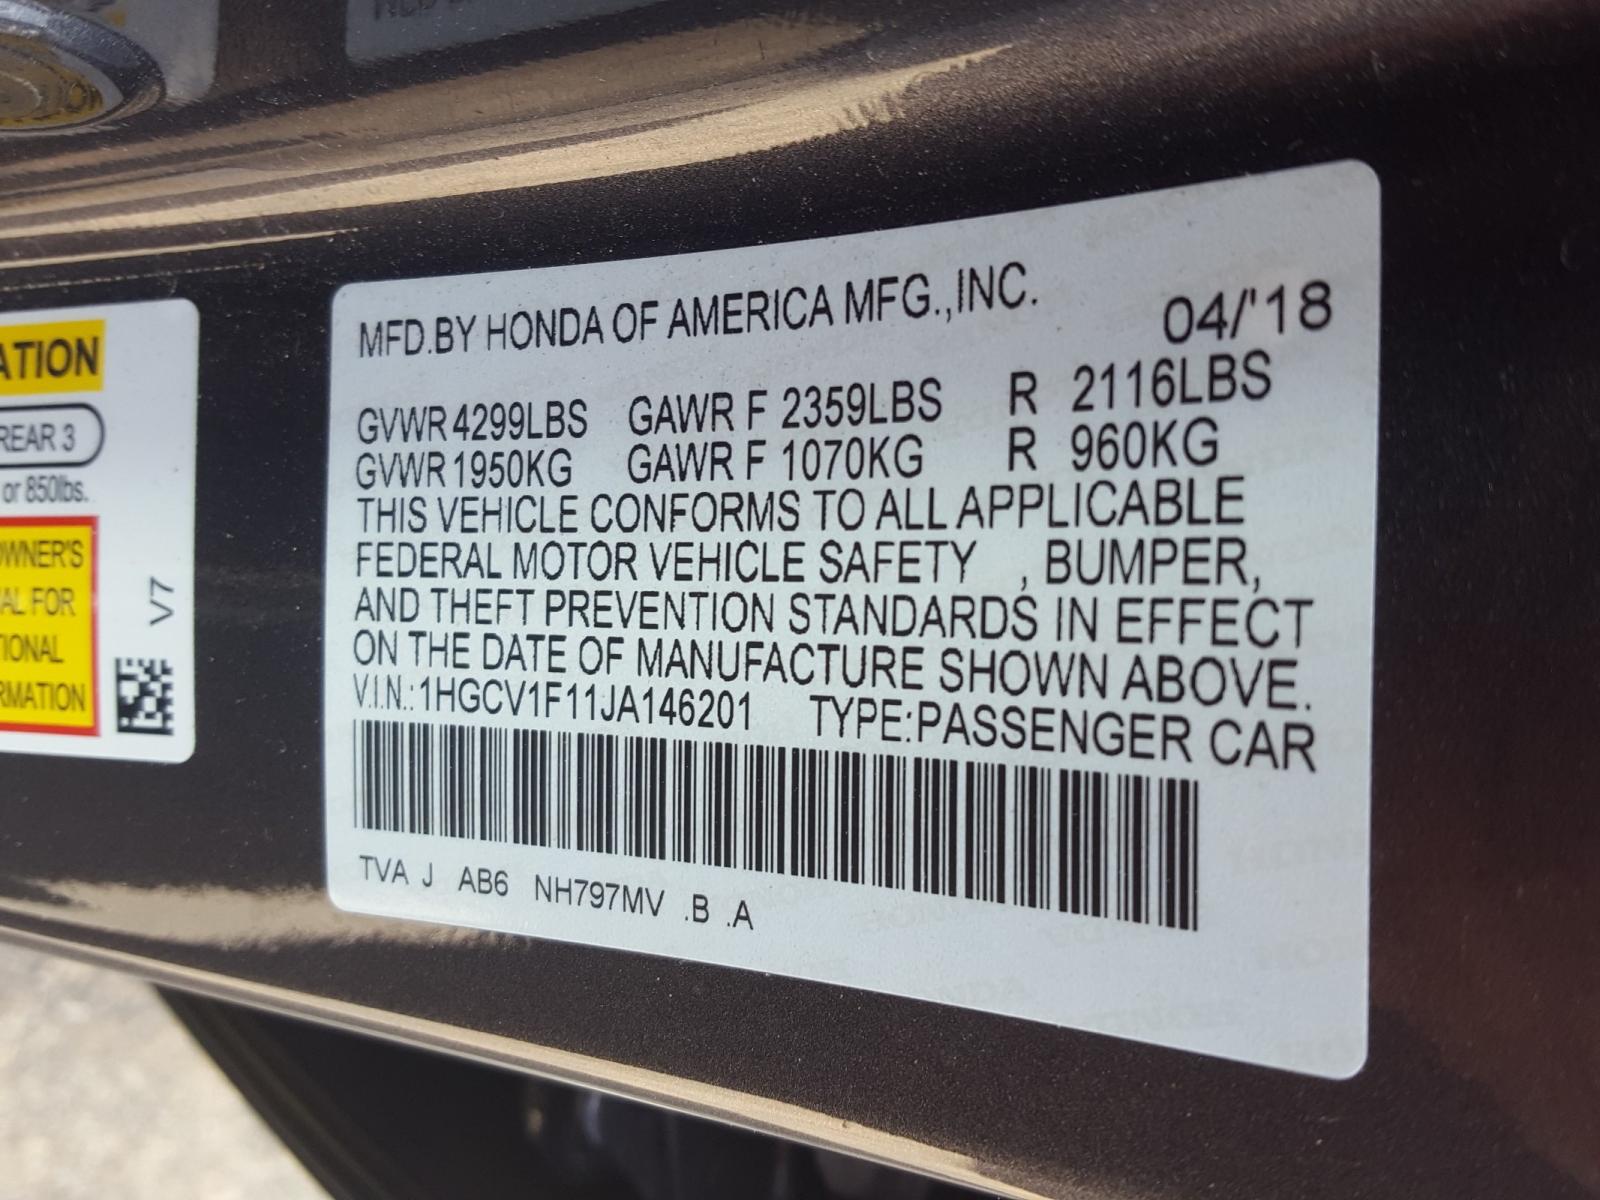 ATION
REAR 3
or 850lbs.
OWNER'S
AL FOR
TIONAL
RMATION
V7
MFD.BY HONDA OF AMERICA MFG.,INC. 04/'18
GVWR 4299LBS GAWR F 2359LBS R 2116LBS
GVWR 1950KG GAWR F 1070KG R 960KG
THIS VEHICLE CONFORMS TO ALL APPLICABLE
FEDERAL MOTOR VEHICLE SAFETY , BUMPER,
AND THEFT PREVENTION STANDARDS IN EFFECT
ON THE DATE OF MANUFACTURE SHOWN ABOVE.
V.I.N.: 1HGCV1F11JA146201 TYPE:PASSENGER CAR
TVA J AB6 NH797MV .B .A